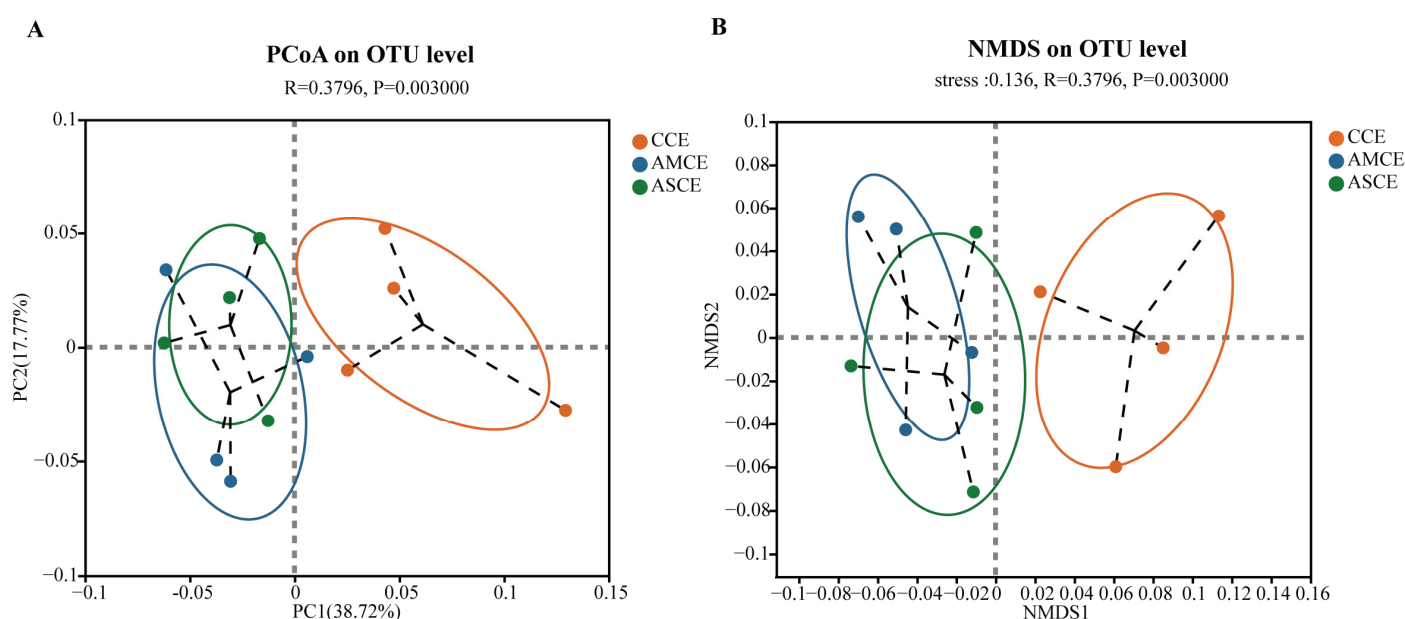 A
PCoA on OTU level
R=0.3796, P=0.003000
0.1
0.05
0
−0.05
−0.1
PC2(17.77%)
−0.1
-0.05
0
0.05
0.1
0.15
PC1(38.72%)
CCE
AMCE
ASCE
B
NMDS on OTU level
stress :0.136, R=0.3796, P=0.003000
0.1
0.08
0.06
0.04
0.02
0
−0.02
−0.04
−0.06
−0.08
−0.1
NMDS2
−0.1−0.08−0.06−0.04−0.02 0 0.02 0.04 0.06 0.08 0.1 0.12 0.14 0.16
NMDS1
CCE
AMCE
ASCE